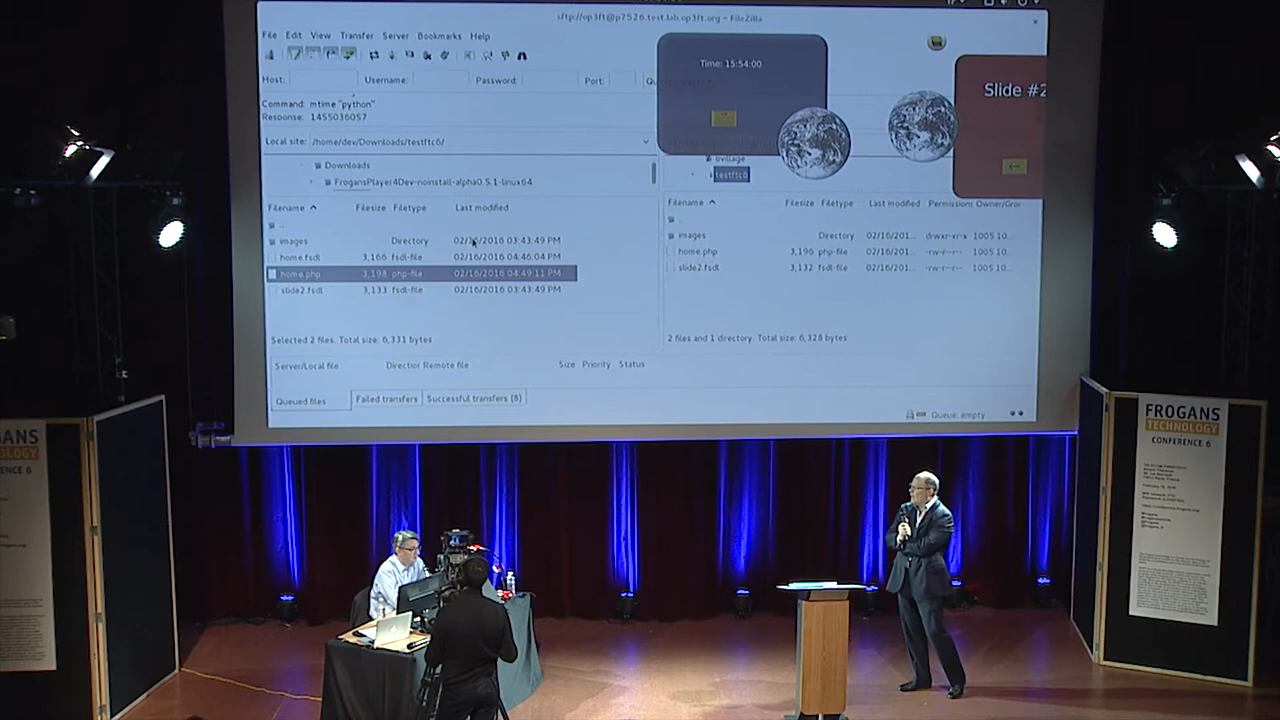 sftp://op3ft@p7526.test.lab.op3ft.org - FileZilla
File Edit View Transfer Server Bookmarks Help
Host: Username: Password: Port:
Time: 15:54:00
Slide #2
Command: mtime "python"
Response: 1455036057
Local site: /home/dev/Downloads/testftc6/
Downloads
FrogansPlayer4Dev-noinstall-alpha0.5.1-linux64
ovillage
testftc6
Filename Filesize Filetype Last modified
..
images Directory 02/16/2016 03:43:49 PM
home.fsdl 3,166 fsdl-file 02/16/2016 04:46:04 PM
home.php 3,198 php-file 02/16/2016 04:49:11 PM
slide2.fsdl 3,133 fsdl-file 02/16/2016 03:43:49 PM
Selected 2 files. Total size: 6,331 bytes
Filename Filesize Filetype Last modified Permissions Owner/Gro
..
images Directory 02/16/201... drwxr-xr-x 1005 10...
home.php 3,196 php-file 02/16/201... -rw-r--r-- 1005 10...
slide2.fsdl 3,132 fsdl-file 02/16/201... -rw-r--r-- 1005 10...
2 files and 1 directory. Total size: 6,328 bytes
Server/Local file Direction Remote file Size Priority Status
Queued files Failed transfers Successful transfers (8)
Queue: empty
GANS
LOGY
NCE 6
FROGANS
TECHNOLOGY
CONFERENCE 6